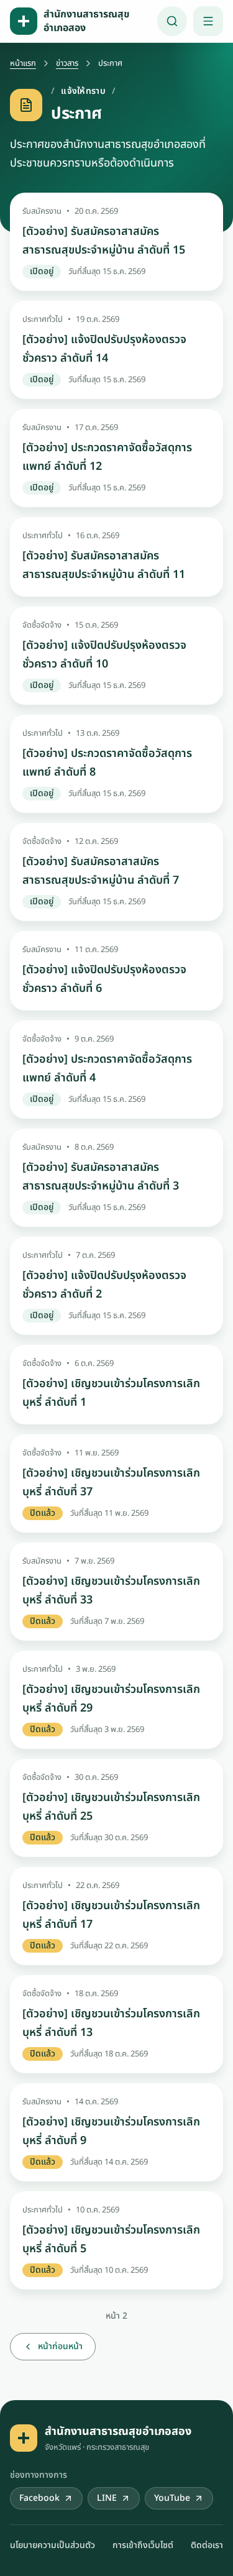 สำนักงานสาธารณสุข
อำเภอสอง
หน้าแรก > ข่าวสาร > ประกาศ
/ แจ้งให้ทราบ /
ประกาศ
ประกาศของสำนักงานสาธารณสุขอำเภอสองที่
ประชาชนควรทราบหรือต้องดำเนินการ
รับสมัครงาน • 20 ต.ค. 2569
[ตัวอย่าง] รับสมัครอาสาสมัคร
สาธารณสุขประจำหมู่บ้าน ลำดับที่ 15
เปิดอยู่ วันที่สิ้นสุด 15 ธ.ค. 2569
ประกาศทั่วไป • 19 ต.ค. 2569
[ตัวอย่าง] แจ้งปิดปรับปรุงห้องตรวจ
ชั่วคราว ลำดับที่ 14
เปิดอยู่ วันที่สิ้นสุด 15 ธ.ค. 2569
รับสมัครงาน • 17 ต.ค. 2569
[ตัวอย่าง] ประกวดราคาจัดซื้อวัสดุการ
แพทย์ ลำดับที่ 12
เปิดอยู่ วันที่สิ้นสุด 15 ธ.ค. 2569
ประกาศทั่วไป • 16 ต.ค. 2569
[ตัวอย่าง] รับสมัครอาสาสมัคร
สาธารณสุขประจำหมู่บ้าน ลำดับที่ 11
จัดซื้อจัดจ้าง • 15 ต.ค. 2569
[ตัวอย่าง] แจ้งปิดปรับปรุงห้องตรวจ
ชั่วคราว ลำดับที่ 10
เปิดอยู่ วันที่สิ้นสุด 15 ธ.ค. 2569
ประกาศทั่วไป • 13 ต.ค. 2569
[ตัวอย่าง] ประกวดราคาจัดซื้อวัสดุการ
แพทย์ ลำดับที่ 8
เปิดอยู่ วันที่สิ้นสุด 15 ธ.ค. 2569
จัดซื้อจัดจ้าง • 12 ต.ค. 2569
[ตัวอย่าง] รับสมัครอาสาสมัคร
สาธารณสุขประจำหมู่บ้าน ลำดับที่ 7
เปิดอยู่ วันที่สิ้นสุด 15 ธ.ค. 2569
รับสมัครงาน • 11 ต.ค. 2569
[ตัวอย่าง] แจ้งปิดปรับปรุงห้องตรวจ
ชั่วคราว ลำดับที่ 6
จัดซื้อจัดจ้าง • 9 ต.ค. 2569
[ตัวอย่าง] ประกวดราคาจัดซื้อวัสดุการ
แพทย์ ลำดับที่ 4
เปิดอยู่ วันที่สิ้นสุด 15 ธ.ค. 2569
รับสมัครงาน • 8 ต.ค. 2569
[ตัวอย่าง] รับสมัครอาสาสมัคร
สาธารณสุขประจำหมู่บ้าน ลำดับที่ 3
เปิดอยู่ วันที่สิ้นสุด 15 ธ.ค. 2569
ประกาศทั่วไป • 7 ต.ค. 2569
[ตัวอย่าง] แจ้งปิดปรับปรุงห้องตรวจ
ชั่วคราว ลำดับที่ 2
เปิดอยู่ วันที่สิ้นสุด 15 ธ.ค. 2569
จัดซื้อจัดจ้าง • 6 ต.ค. 2569
[ตัวอย่าง] เชิญชวนเข้าร่วมโครงการเลิก
บุหรี่ ลำดับที่ 1
จัดซื้อจัดจ้าง • 11 พ.ย. 2569
[ตัวอย่าง] เชิญชวนเข้าร่วมโครงการเลิก
บุหรี่ ลำดับที่ 37
ปิดแล้ว วันที่สิ้นสุด 11 พ.ย. 2569
รับสมัครงาน • 7 พ.ย. 2569
[ตัวอย่าง] เชิญชวนเข้าร่วมโครงการเลิก
บุหรี่ ลำดับที่ 33
ปิดแล้ว วันที่สิ้นสุด 7 พ.ย. 2569
ประกาศทั่วไป • 3 พ.ย. 2569
[ตัวอย่าง] เชิญชวนเข้าร่วมโครงการเลิก
บุหรี่ ลำดับที่ 29
ปิดแล้ว วันที่สิ้นสุด 3 พ.ย. 2569
จัดซื้อจัดจ้าง • 30 ต.ค. 2569
[ตัวอย่าง] เชิญชวนเข้าร่วมโครงการเลิก
บุหรี่ ลำดับที่ 25
ปิดแล้ว วันที่สิ้นสุด 30 ต.ค. 2569
ประกาศทั่วไป • 22 ต.ค. 2569
[ตัวอย่าง] เชิญชวนเข้าร่วมโครงการเลิก
บุหรี่ ลำดับที่ 17
ปิดแล้ว วันที่สิ้นสุด 22 ต.ค. 2569
จัดซื้อจัดจ้าง • 18 ต.ค. 2569
[ตัวอย่าง] เชิญชวนเข้าร่วมโครงการเลิก
บุหรี่ ลำดับที่ 13
ปิดแล้ว วันที่สิ้นสุด 18 ต.ค. 2569
รับสมัครงาน • 14 ต.ค. 2569
[ตัวอย่าง] เชิญชวนเข้าร่วมโครงการเลิก
บุหรี่ ลำดับที่ 9
ปิดแล้ว วันที่สิ้นสุด 14 ต.ค. 2569
ประกาศทั่วไป • 10 ต.ค. 2569
[ตัวอย่าง] เชิญชวนเข้าร่วมโครงการเลิก
บุหรี่ ลำดับที่ 5
ปิดแล้ว วันที่สิ้นสุด 10 ต.ค. 2569
หน้า 2
หน้าก่อนหน้า
สำนักงานสาธารณสุขอำเภอสอง
จังหวัดแพร่ · กระทรวงสาธารณสุข
ช่องทางทางการ
Facebook LINE YouTube
นโยบายความเป็นส่วนตัว การเข้าถึงเว็บไซต์ ติดต่อเรา